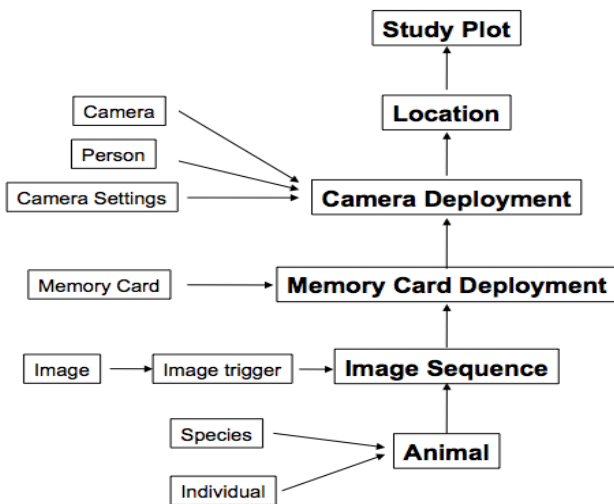 Study Plot
Camera
Location
Person
Camera Settings
Camera Deployment
Memory Card
Memory Card Deployment
Image
Image trigger
Image Sequence
Species
Animal
Individual